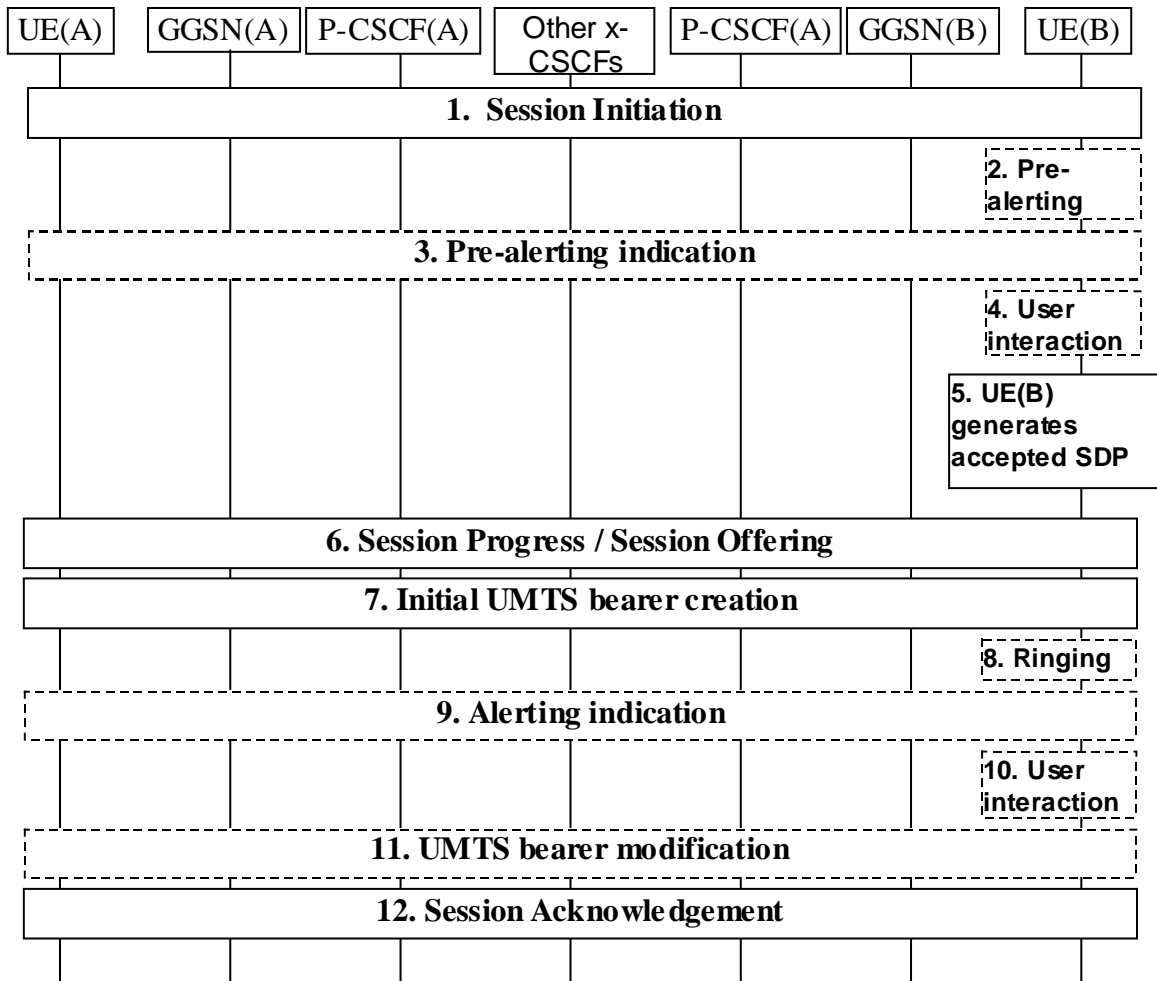 UE(A)
GGSN(A)
P-CSCF(A)
Other x-
CSCFs
P-CSCF(A)
GGSN(B)
UE(B)
1. Session Initiation
2. Pre-
alerting
3. Pre-alerting indication
4. User
interaction
5. UE(B)
generates
accepted SDP
6. Session Progress / Session Offering
7. Initial UMTS bearer creation
8. Ringing
9. Alerting indication
10. User
interaction
11. UMTS bearer modification
12. Session Acknowledgement